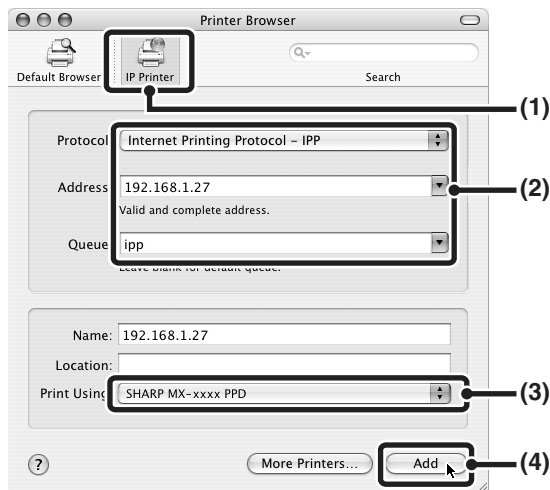 Printer Browser
Default Browser
IP Printer
Search
(1)
Protocol
Internet Printing Protocol – IPP
Address
192.168.1.27
(2)
Valid and complete address.
Queue
ipp
Leave blank for default queue.
Name: 192.168.1.27
Location:
Print Using
SHARP MX-xxxx PPD
(3)
?
More Printers...
Add
(4)